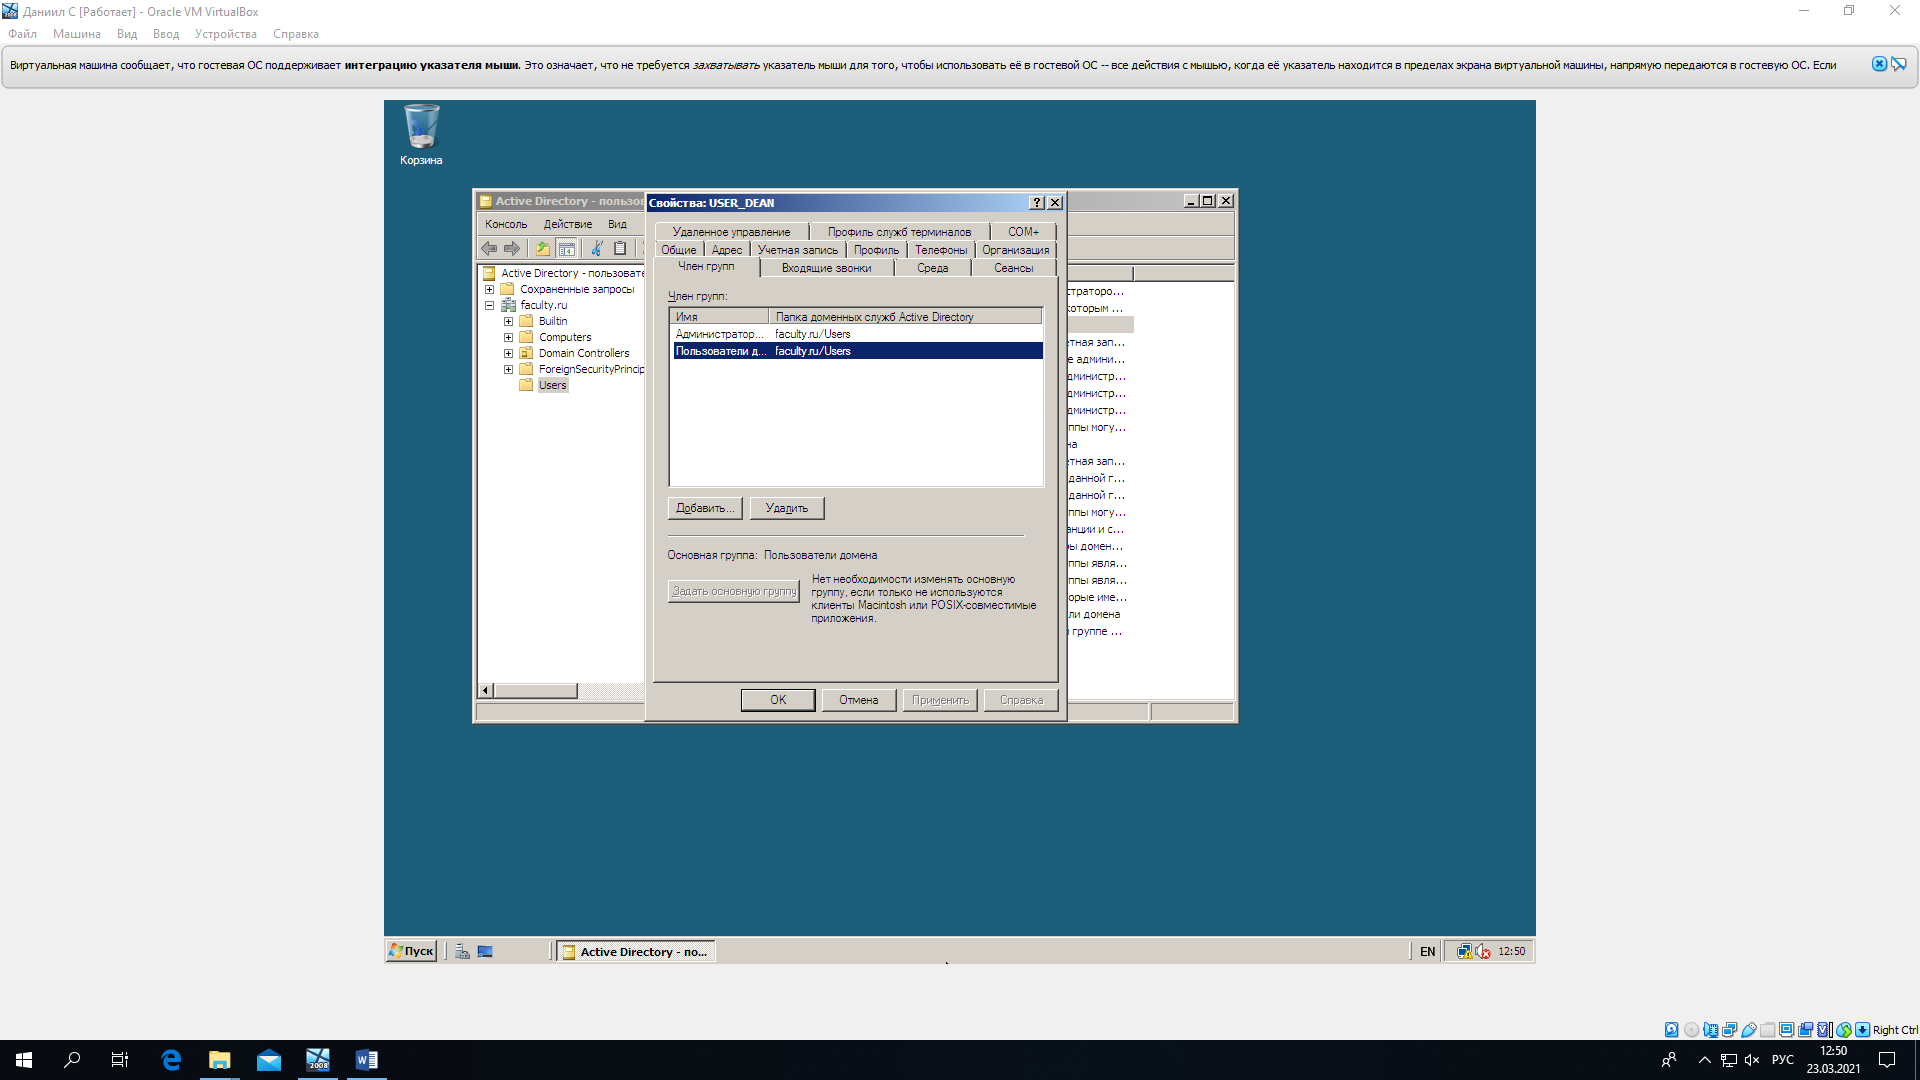 Даниил С [Работает] - Oracle VM VirtualBox
Файл Машина Вид Ввод Устройства Справка
Виртуальная машина сообщает, что гостевая ОС поддерживает интеграцию указателя мыши. Это означает, что не требуется захватывать указатель мыши для того, чтобы использовать её в гостевой ОС -- все действия с мышью, когда её указатель находится в пределах экрана виртуальной машины, напрямую передаются в гостевую ОС. Если
Корзина
Active Directory - пользо
Консоль Действие Вид
Active Directory - пользовате
Сохраненные запросы
faculty.ru
Builtin
Computers
Domain Controllers
ForeignSecurityPrincip
Users
Свойства: USER_DEAN
Удаленное управление Профиль служб терминалов COM+
Общие Адрес Учетная запись Профиль Телефоны Организация
Член групп Входящие звонки Среда Сеансы
Член групп:
Имя Папка доменных служб Active Directory
Администратор... faculty.ru/Users
Пользователи д... faculty.ru/Users
Добавить... Удалить
Основная группа: Пользователи домена
Задать основную группу
Нет необходимости изменять основную
группу, если только не используются
клиенты Macintosh или POSIX-совместимые
приложения.
OK Отмена Применить Справка
страторо...
которым ...
етная зап...
е админи...
дминистр...
дминистр...
дминистр...
ппы могу...
на
етная зап...
данной г...
данной г...
ппы могу...
анции и с...
ы домен...
ппы явля...
ппы явля...
орые име...
ли домена
й группе ...
Пуск
Active Directory - по...
EN
12:50
Right Ctrl
2008
РУС
12:50
23.03.2021